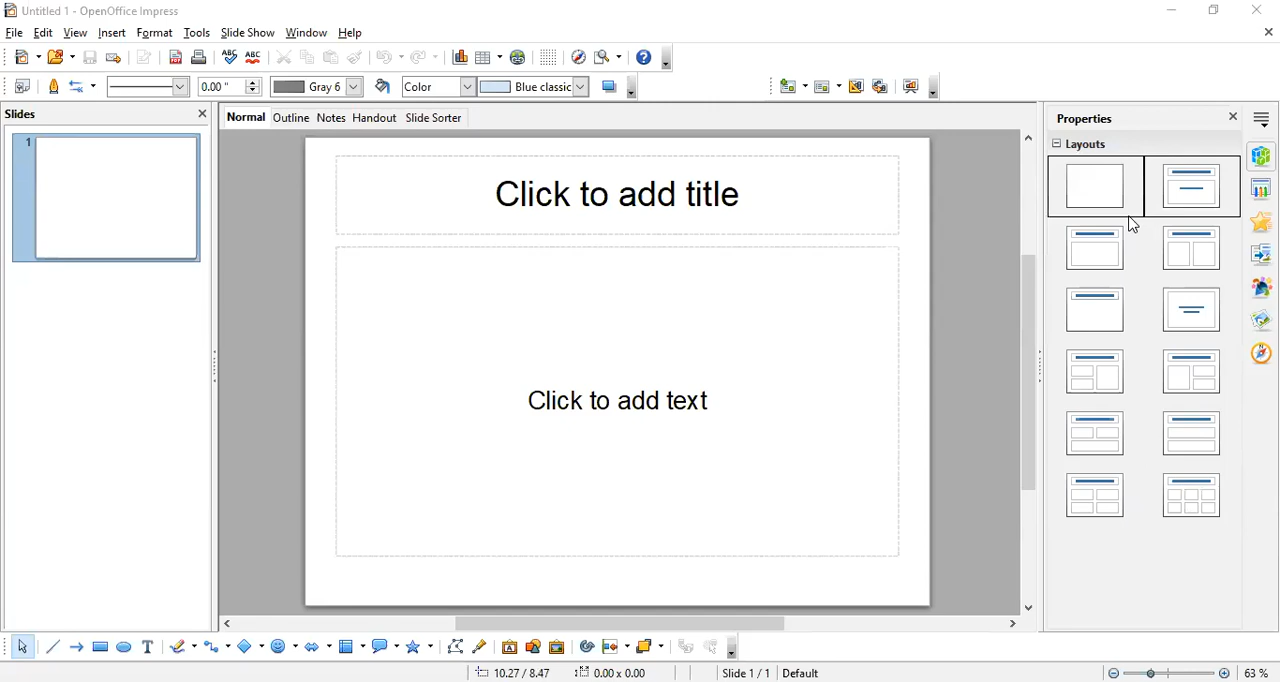 Untitled 1 - OpenOffice Impress
File Edit View Insert Format Tools Slide Show Window Help
0.00 " Gray 6 Color Blue classic
Slides
1
Normal Outline Notes Handout Slide Sorter
Click to add title
Click to add text
Properties
Layouts
10.27 / 8.47 0.00 x 0.00 Slide 1 / 1 Default 63 %